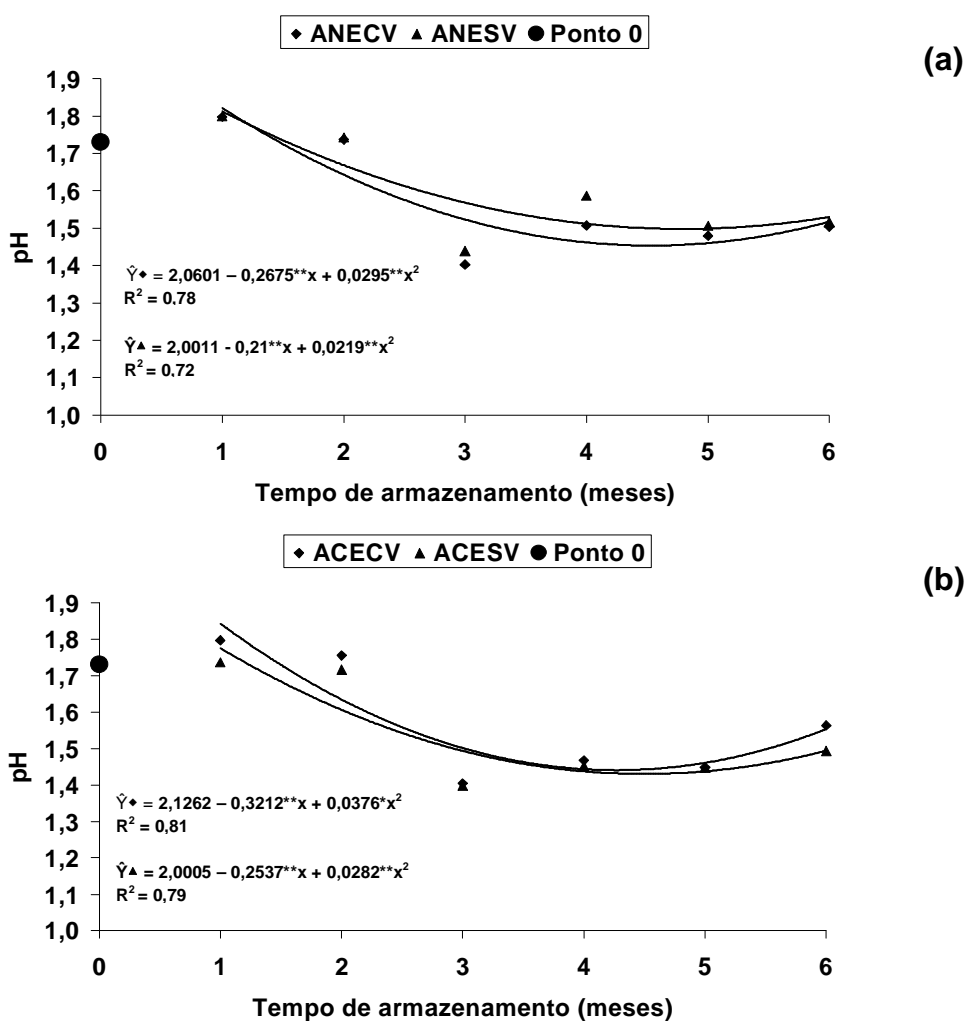 ◆ ANECV ▲ ANESV ● Ponto 0
(a)
1,9
1,8
1,7
1,6
1,5
1,4
1,3
1,2
1,1
1,0
pH
Ŷ◆ = 2,0601 – 0,2675**x + 0,0295**x²
R² = 0,78
Ŷ▲ = 2,0011 - 0,21**x + 0,0219**x²
R² = 0,72
0 1 2 3 4 5 6
Tempo de armazenamento (meses)
◆ ACECV ▲ ACESV ● Ponto 0
(b)
1,9
1,8
1,7
1,6
1,5
1,4
1,3
1,2
1,1
1,0
pH
Ŷ◆ = 2,1262 – 0,3212**x + 0,0376*x²
R² = 0,81
Ŷ▲ = 2,0005 – 0,2537**x + 0,0282**x²
R² = 0,79
0 1 2 3 4 5 6
Tempo de armazenamento (meses)